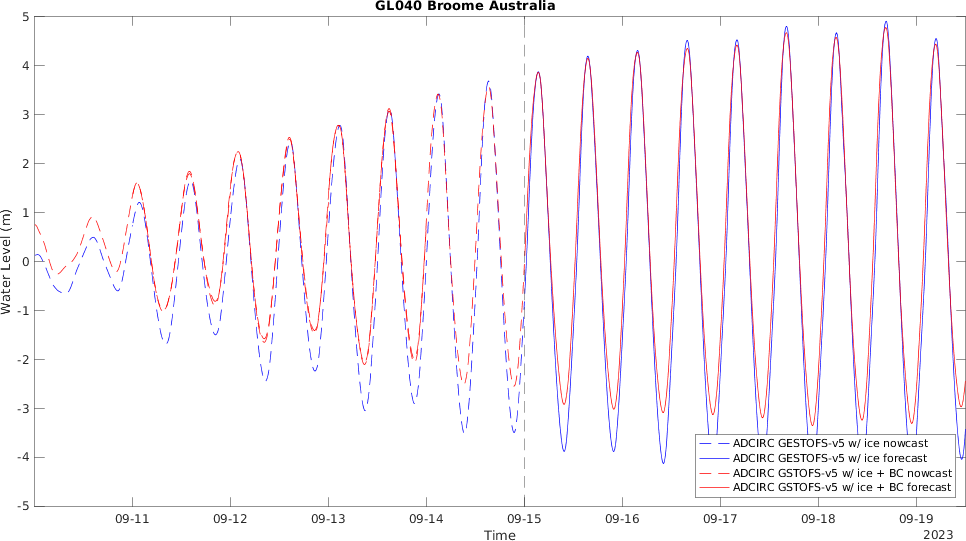 GL040 Broome Australia
5
4
3
2
1
0
-1
-2
-3
-4
-5
Water Level (m)
ADCIRC GESTOFS-v5 w/ ice nowcast
ADCIRC GESTOFS-v5 w/ ice forecast
ADCIRC GSTOFS-v5 w/ ice + BC nowcast
ADCIRC GSTOFS-v5 w/ ice + BC forecast
09-11 09-12 09-13 09-14 09-15 09-16 09-17 09-18 09-19
Time
2023